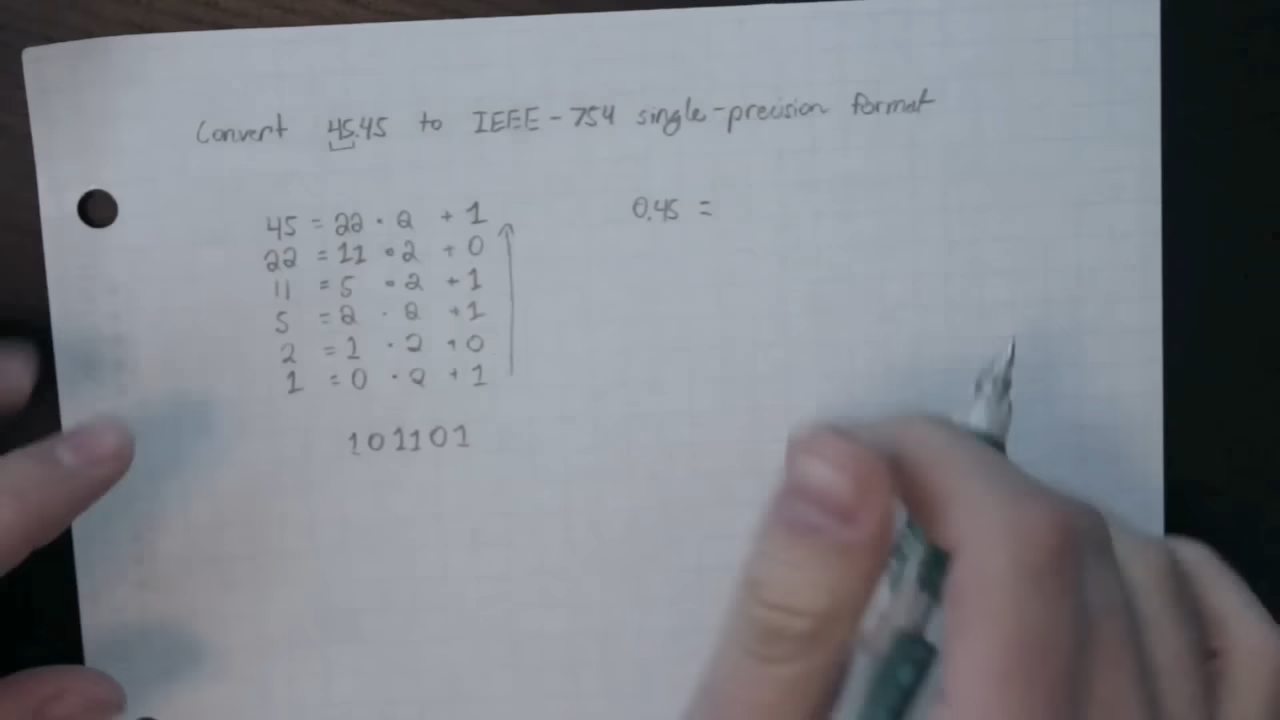 Convert 45.45 to IEEE-754 single-precision format
45 = 22 · 2 + 1
22 = 11 · 2 + 0
11 = 5 · 2 + 1
5 = 2 · 2 + 1
2 = 1 · 2 + 0
1 = 0 · 2 + 1
101101
0.45 =